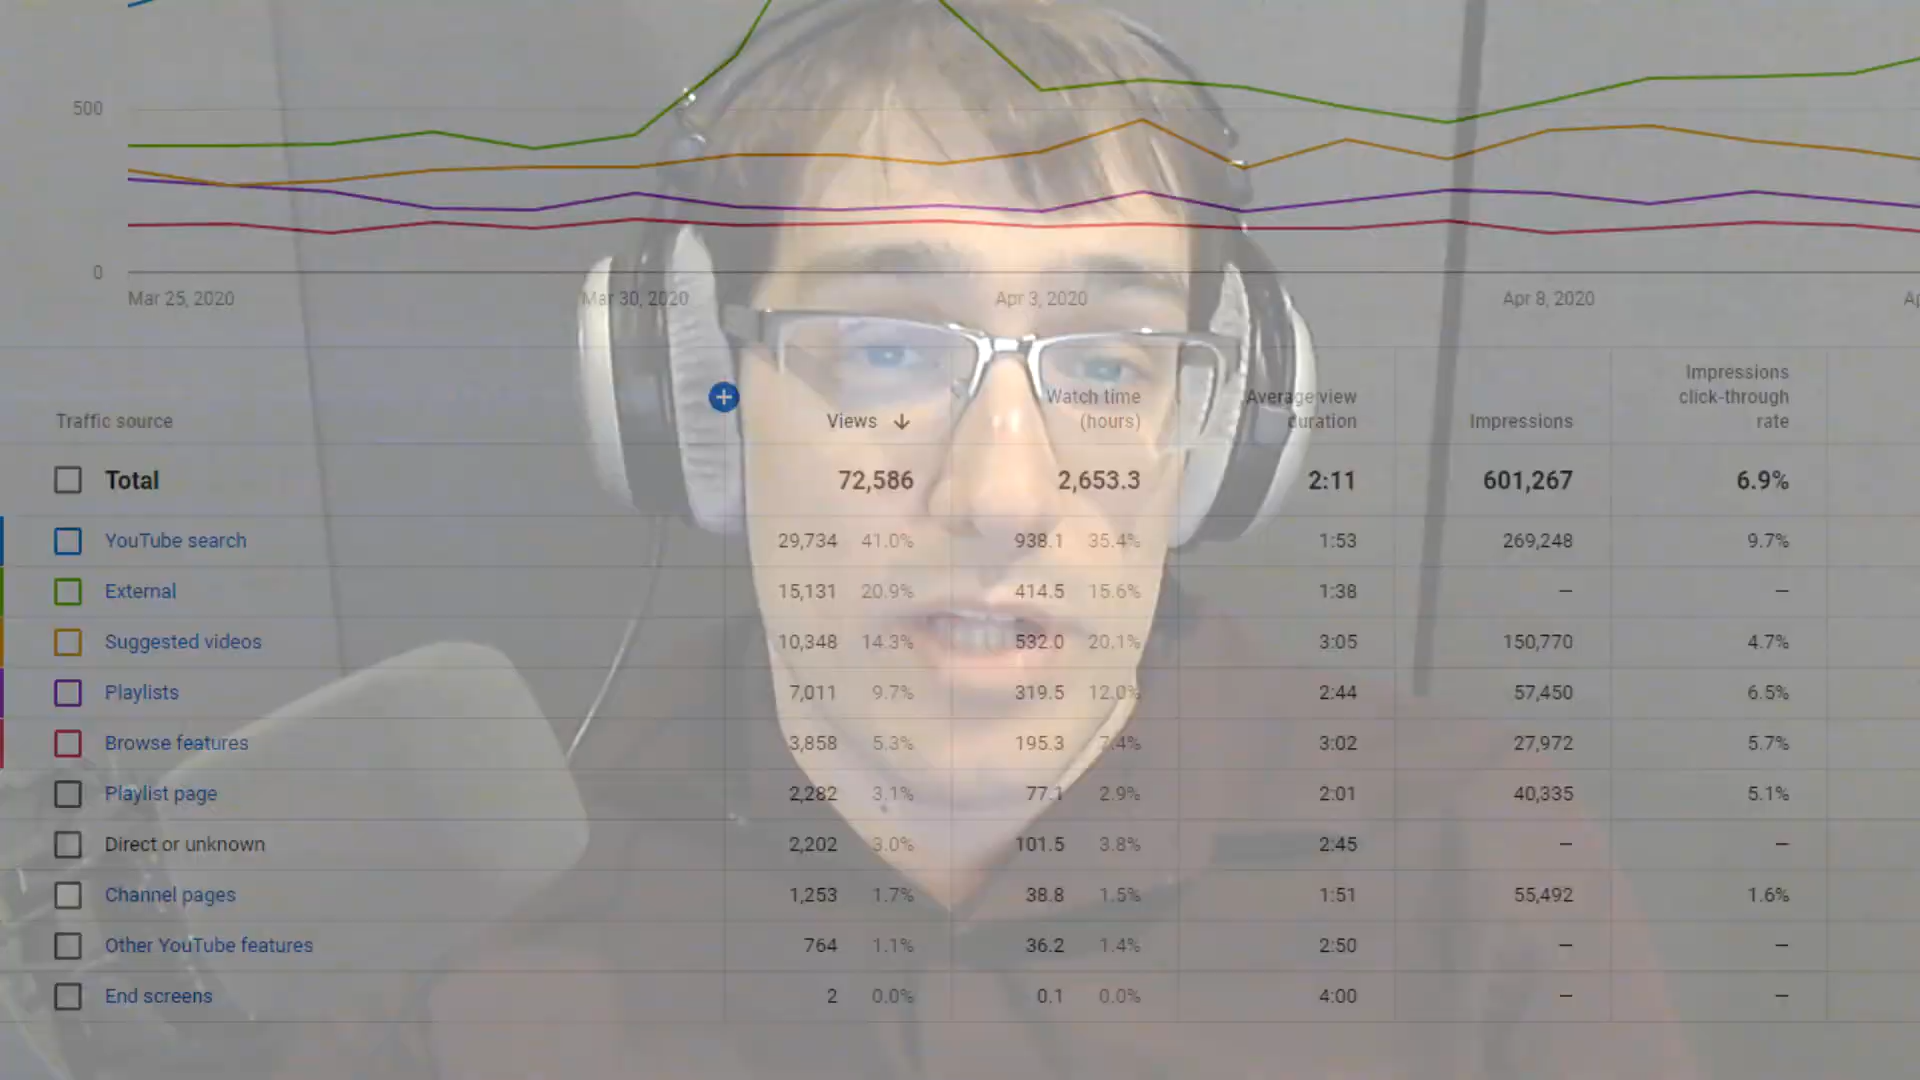 500
0
Mar 25, 2020 Mar 30, 2020 Apr 3, 2020 Apr 8, 2020
Traffic source Views Watch time (hours) Average view duration Impressions Impressions click-through rate
Total 72,586 2,653.3 2:11 601,267 6.9%
YouTube search 29,734 41.0% 938.1 35.4% 1:53 269,248 9.7%
External 15,131 20.9% 414.5 15.6% 1:38 — —
Suggested videos 10,348 14.3% 532.0 20.1% 3:05 150,770 4.7%
Playlists 7,011 9.7% 319.5 12.0% 2:44 57,450 6.5%
Browse features 3,858 5.3% 195.3 7.4% 3:02 27,972 5.7%
Playlist page 2,282 3.1% 77.1 2.9% 2:01 40,335 5.1%
Direct or unknown 2,202 3.0% 101.5 3.8% 2:45 — —
Channel pages 1,253 1.7% 38.8 1.5% 1:51 55,492 1.6%
Other YouTube features 764 1.1% 36.2 1.4% 2:50 — —
End screens 2 0.0% 0.1 0.0% 4:00 — —